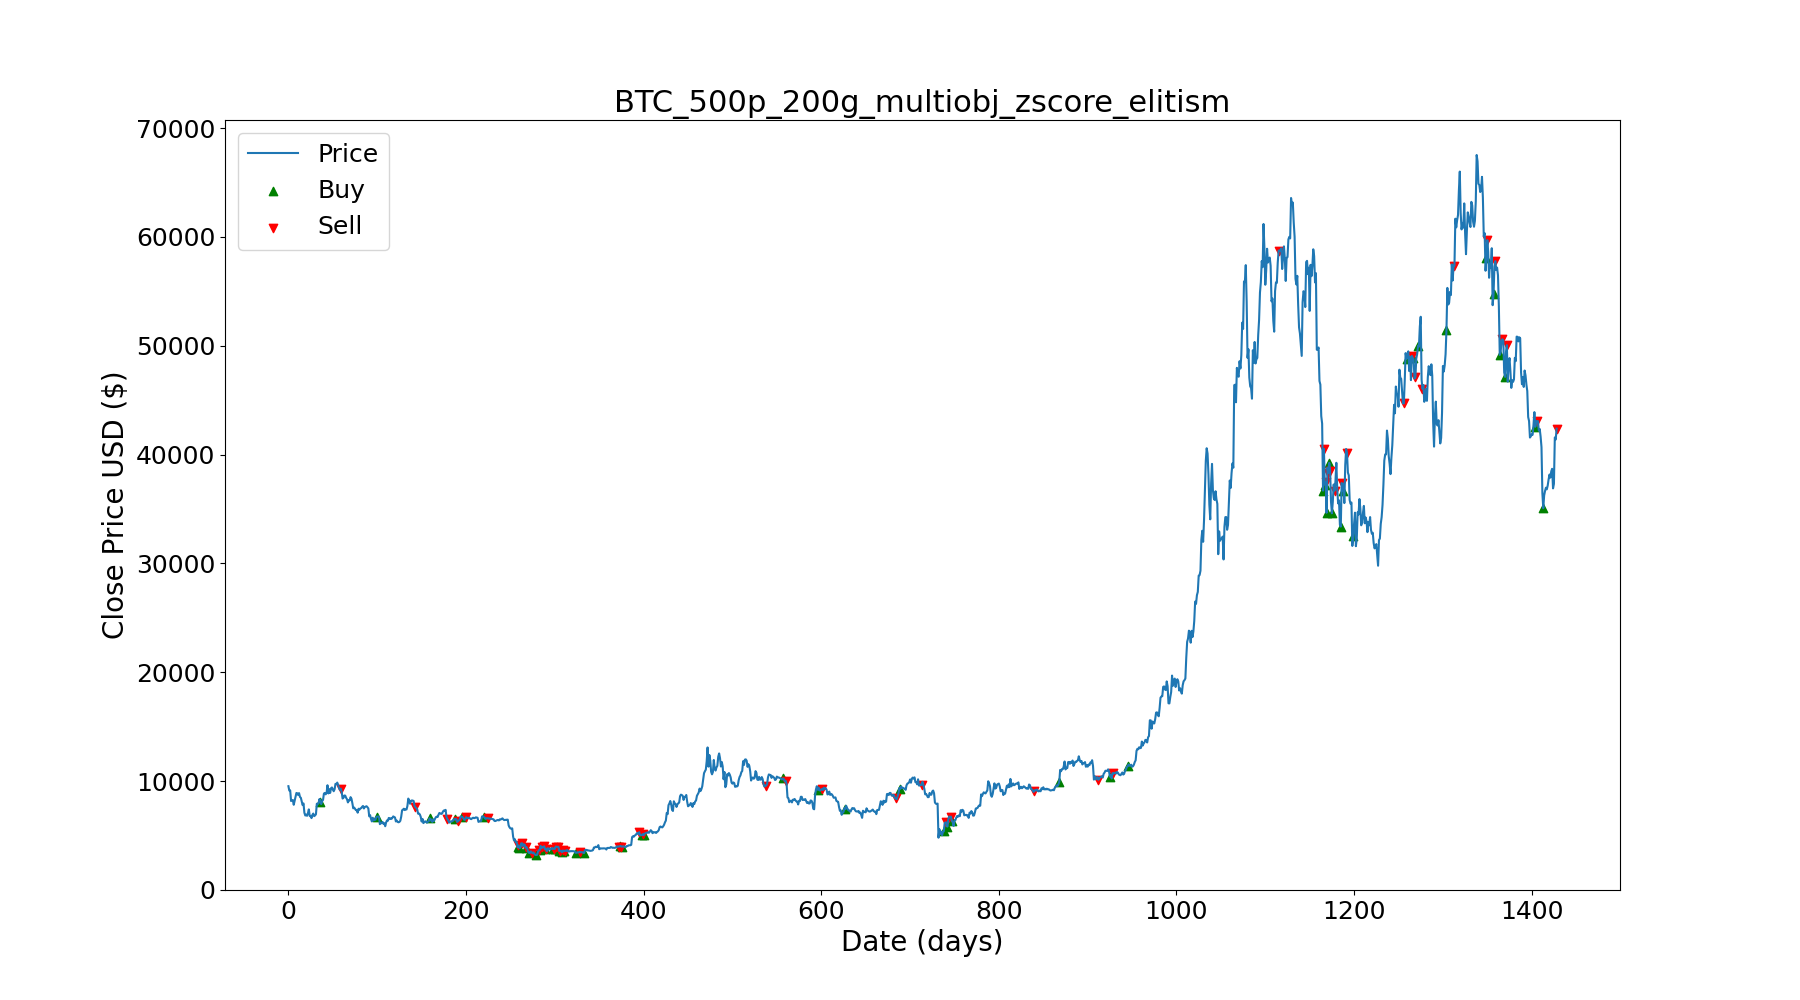 BTC_500p_200g_multiobj_zscore_elitism
70000
60000
50000
40000
30000
20000
10000
0
Close Price USD ($)
Price
Buy
Sell
0 200 400 600 800 1000 1200 1400
Date (days)